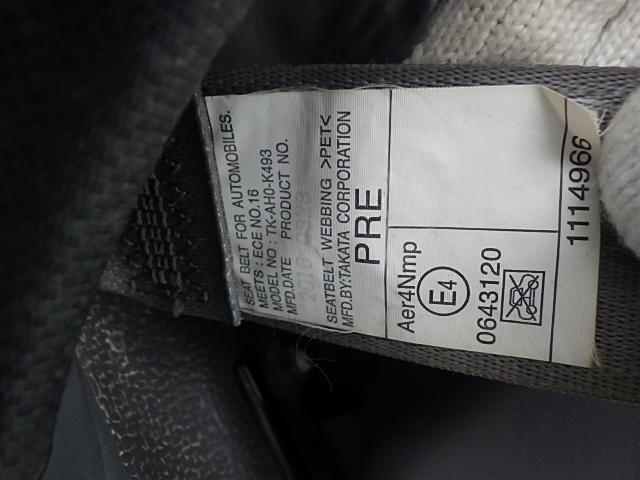 SEAT BELT FOR AUTOMOBILES.
MEETS : ECE NO.16
MODEL NO : TK-AH0-K493
MFD.DATE PRODUCT NO.
SEATBELT WEBBING >PET<
MFD.BY:TAKATA CORPORATION
PRE
Aer4Nmp
E4
0643120
1114966